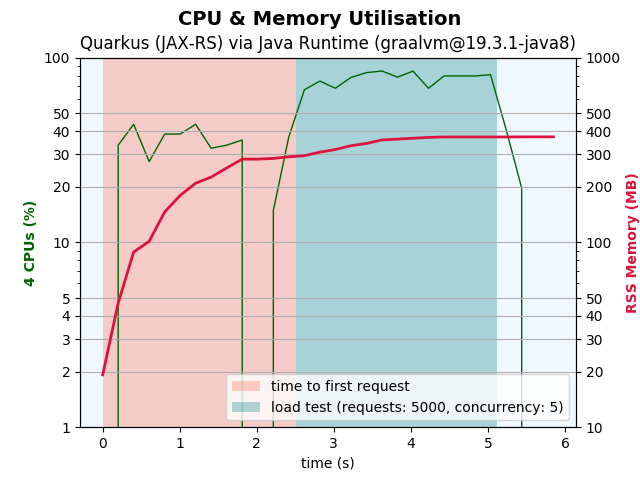 CPU & Memory Utilisation
Quarkus (JAX-RS) via Java Runtime (graalvm@19.3.1-java8)
100
50
40
30
20
10
5
4
3
2
1
4 CPUs (%)
1000
500
400
300
200
100
50
40
30
20
10
RSS Memory (MB)
time to first request
load test (requests: 5000, concurrency: 5)
0 1 2 3 4 5 6
time (s)